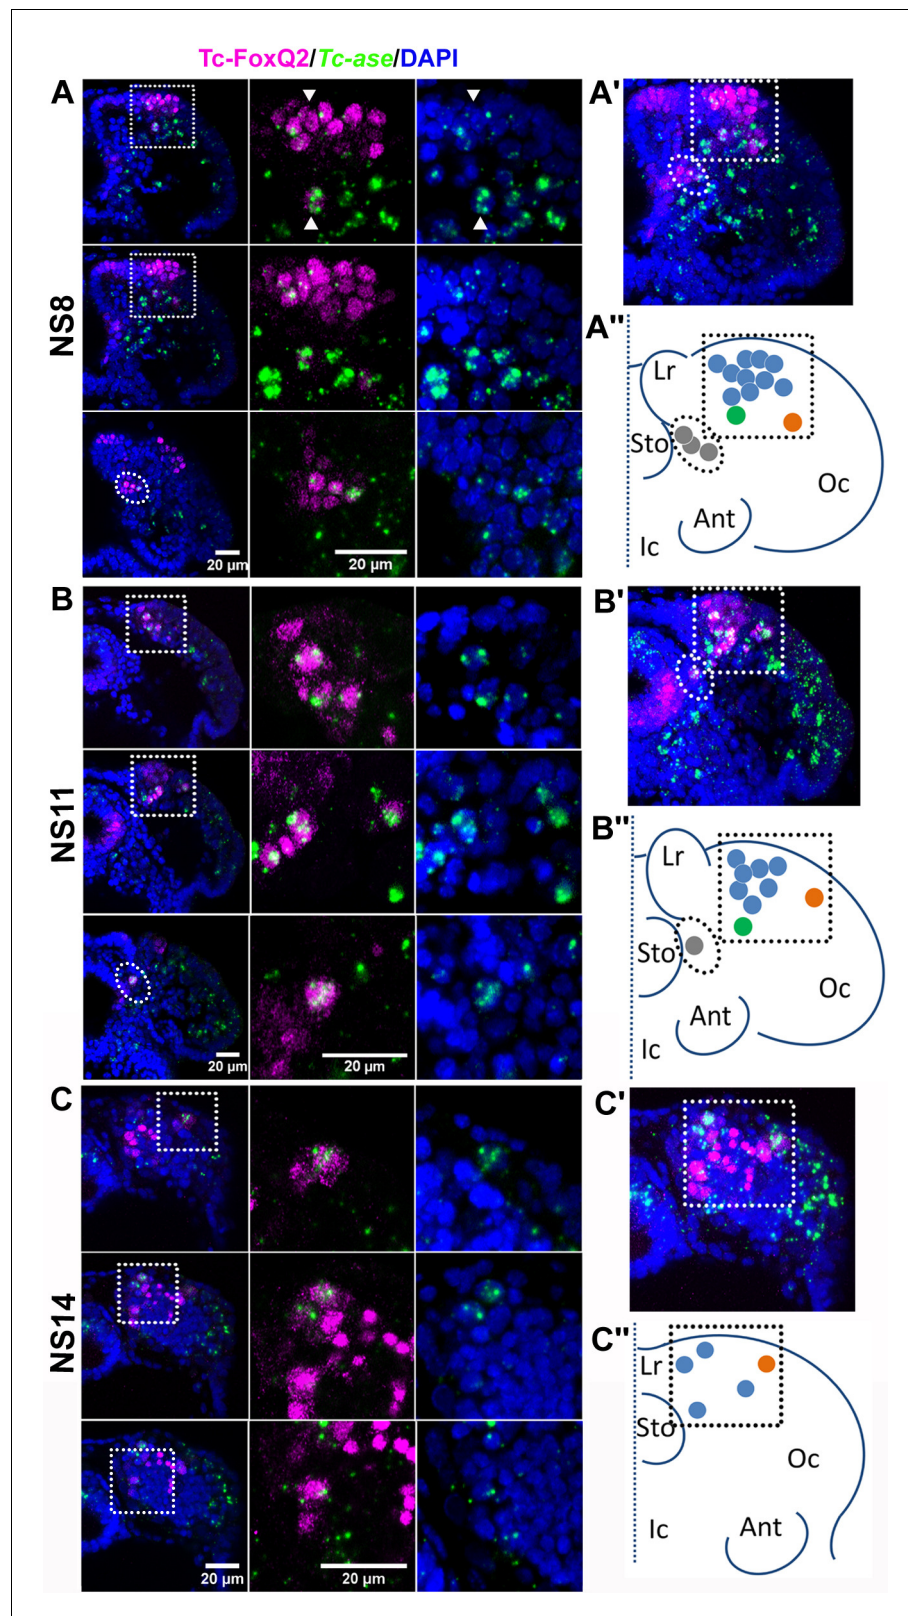 Tc-FoxQ2/Tc-ase/DAPI
A
A'
NS8
A"
Lr
Sto
Oc
Ant
Ic
20 µm
20 µm
B
B'
NS11
B"
Lr
Sto
Oc
Ant
Ic
20 µm
20 µm
C
C'
NS14
C"
Lr
Sto
Oc
Ic
Ant
20 µm
20 µm